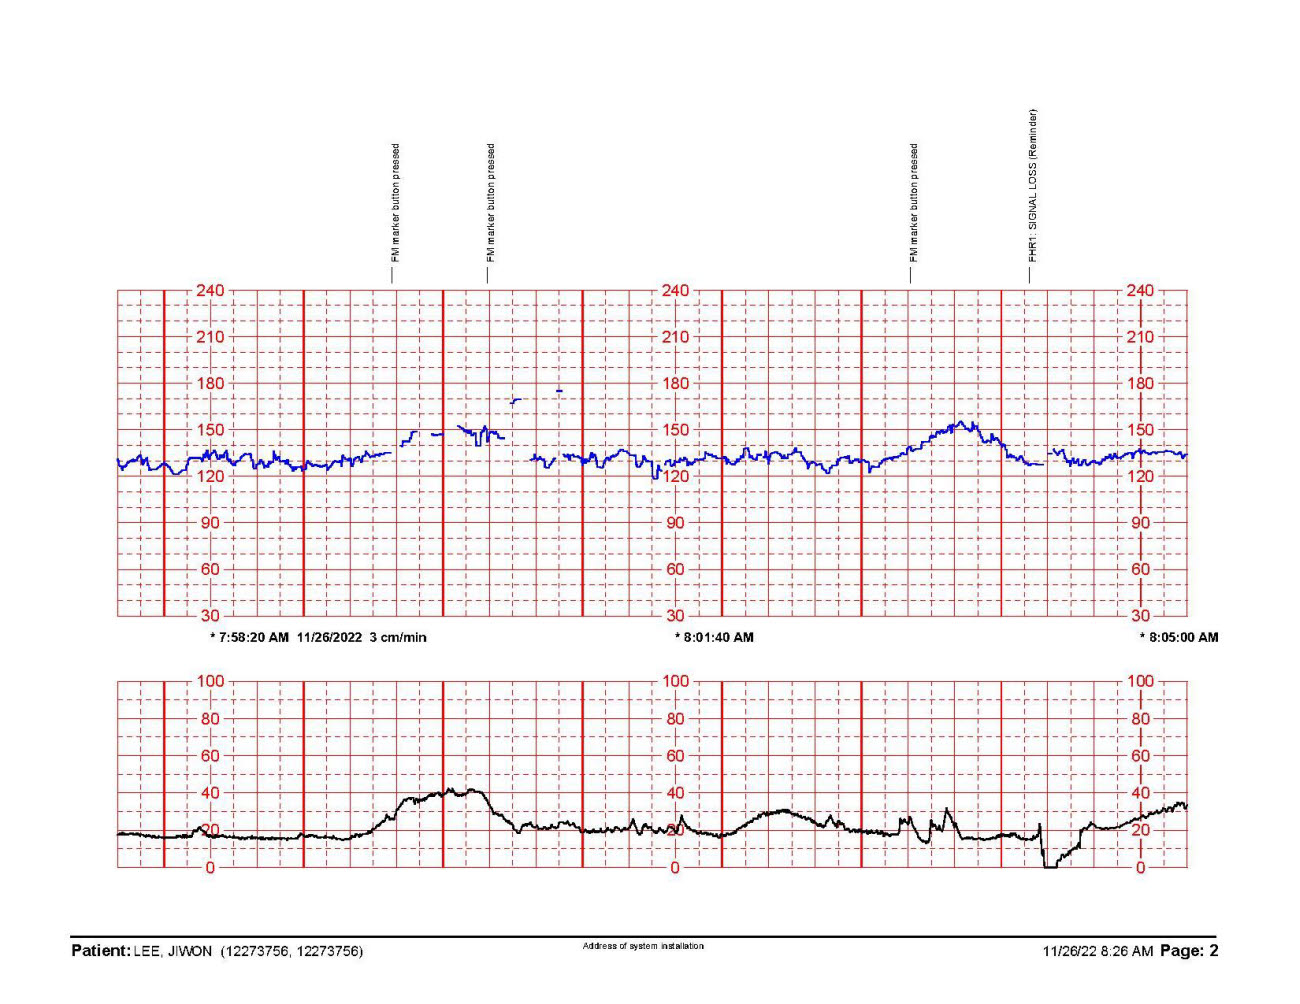 FM marker button pressed
FM marker button pressed
FM marker button pressed
FHR1: SIGNAL LOSS (Reminder)
240 240 240
210 210 210
180 180 180
150 150 150
120 120 120
90 90 90
60 60 60
30 30 30
* 7:58:20 AM 11/26/2022 3 cm/min * 8:01:40 AM * 8:05:00 AM
100 100 100
80 80 80
60 60 60
40 40 40
20 20 20
0 0 0
Patient: LEE, JIWON (12273756, 12273756) Address of system installation 11/26/22 8:26 AM Page: 2